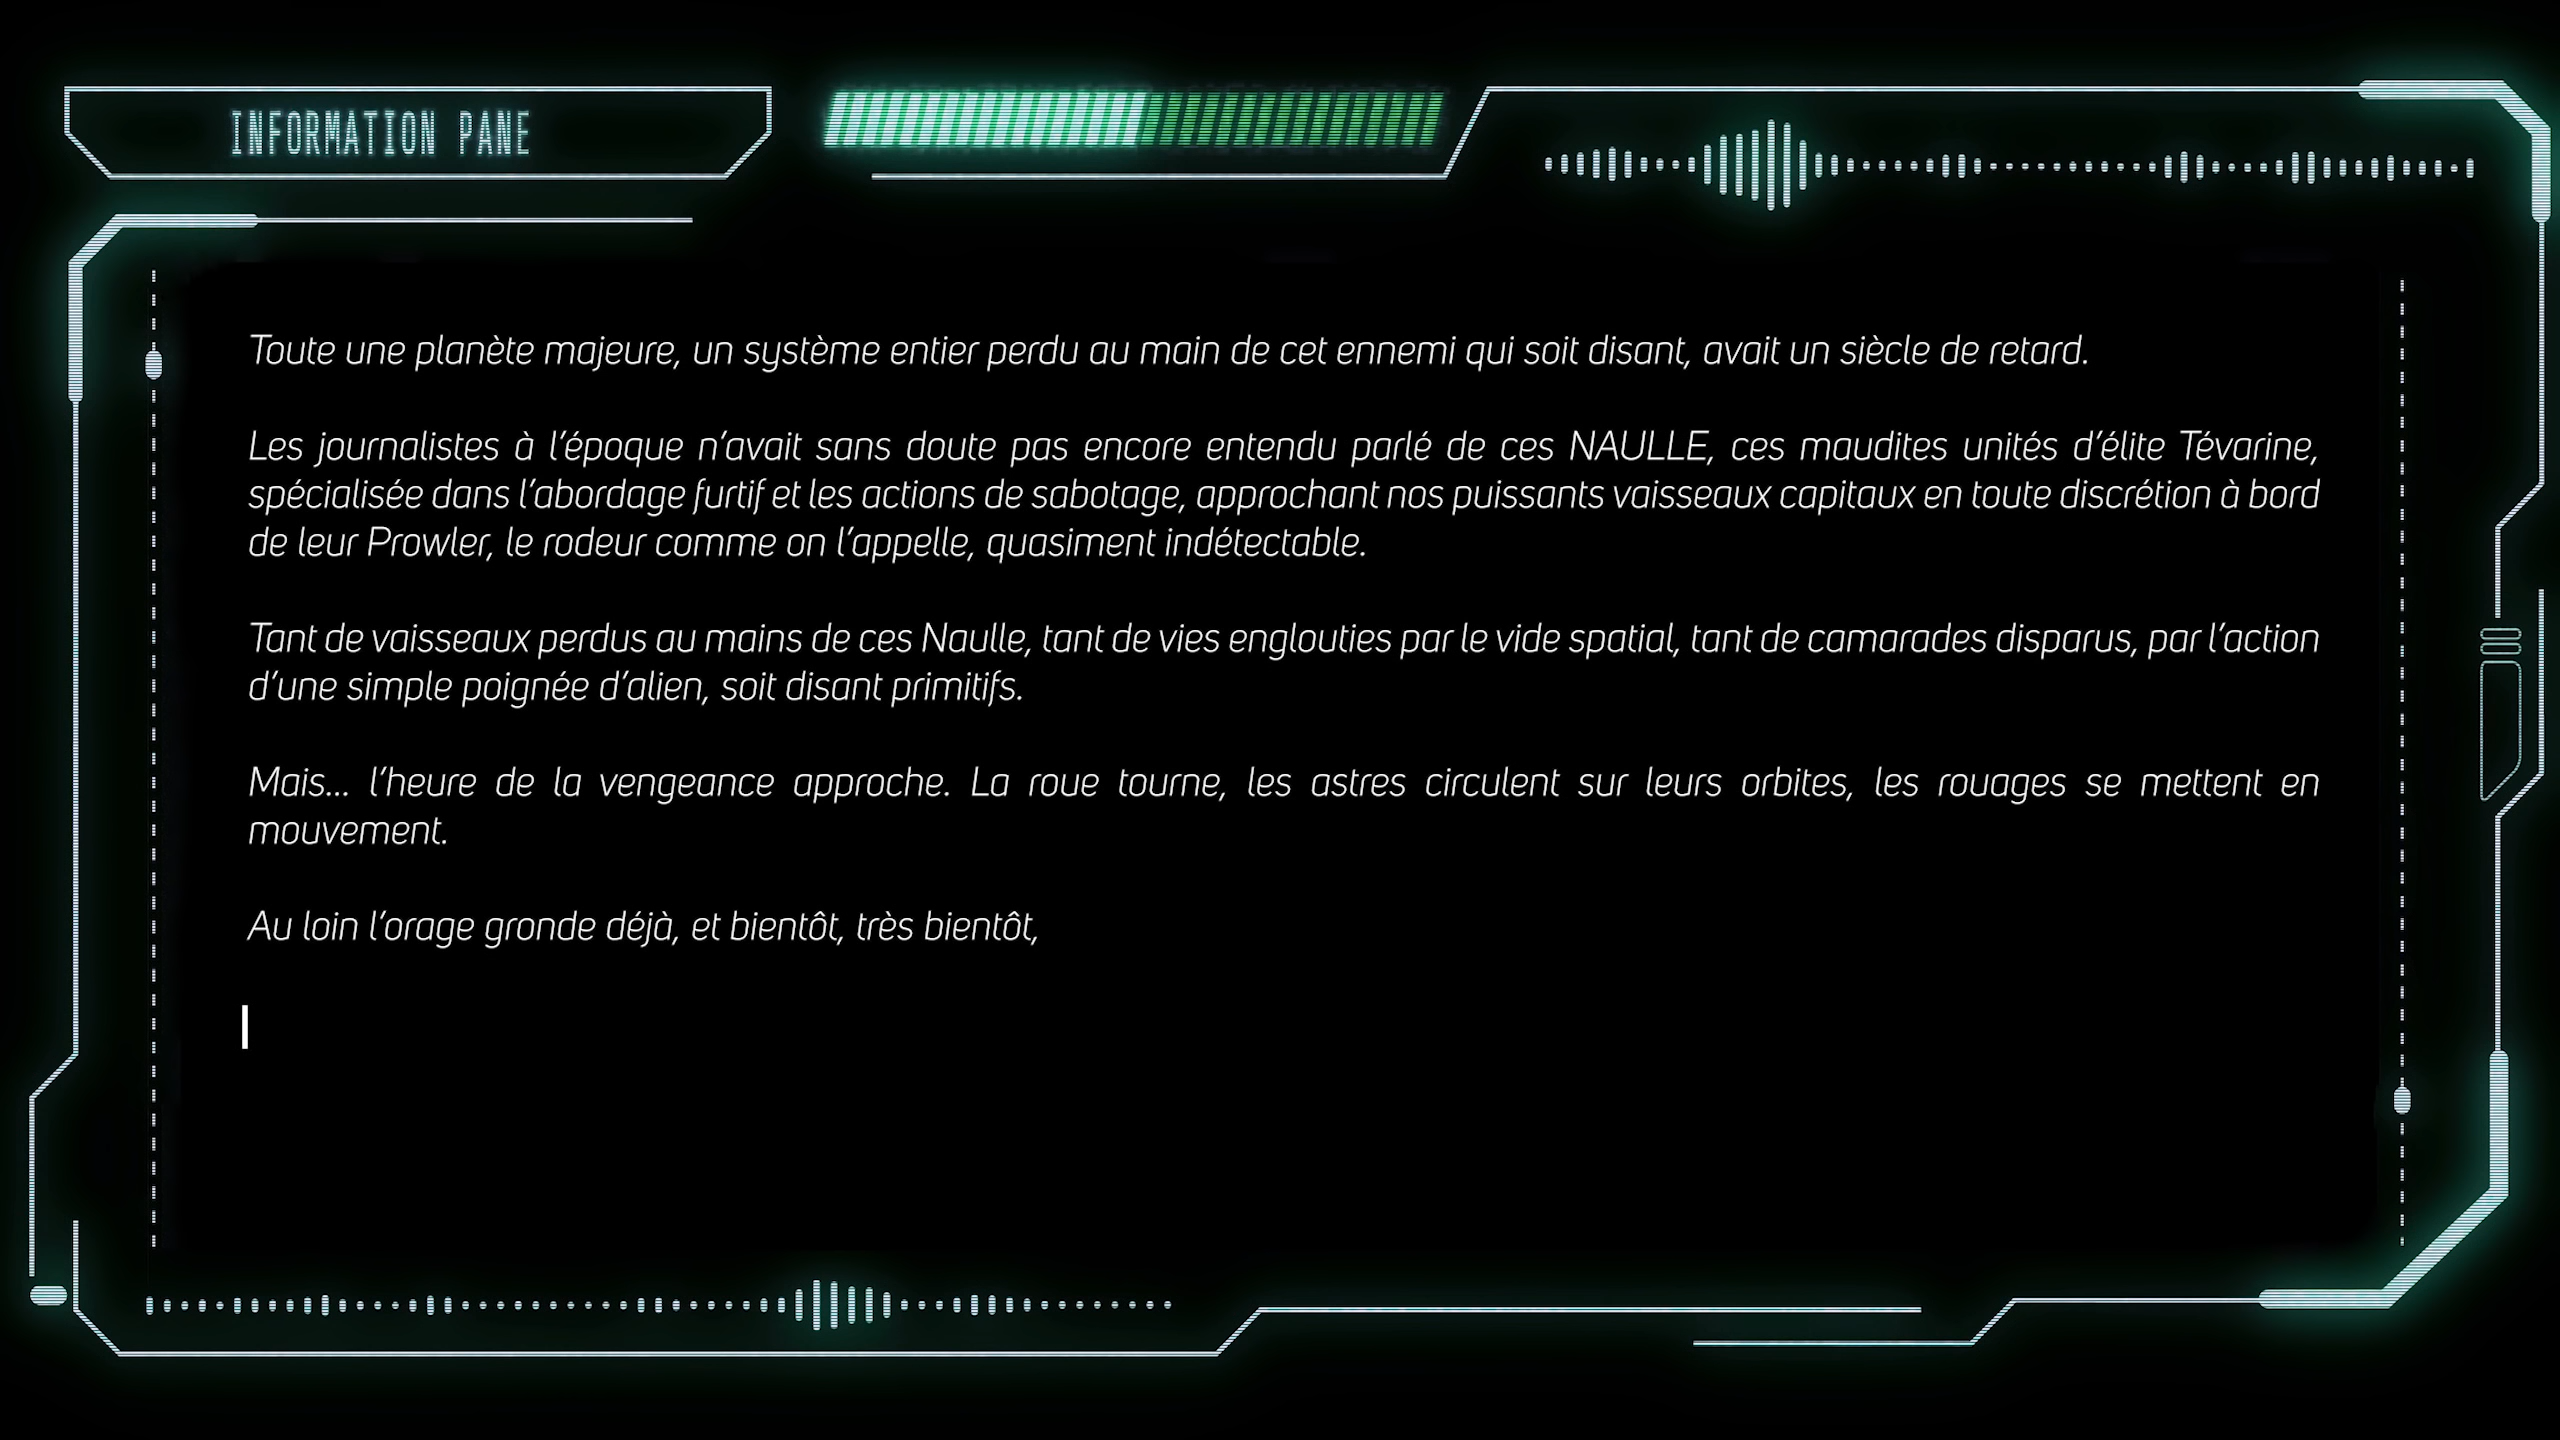 INFORMATION PANE
Toute une planète majeure, un système entier perdu au main de cet ennemi qui soit disant, avait un siècle de retard.
Les journalistes à l’époque n’avait sans doute pas encore entendu parlé de ces NAULLE, ces maudites unités d’élite Tévarine,
spécialisée dans l’abordage furtif et les actions de sabotage, approchant nos puissants vaisseaux capitaux en toute discrétion à bord
de leur Prowler, le rodeur comme on l’appelle, quasiment indétectable.
Tant de vaisseaux perdus au mains de ces Naulle, tant de vies englouties par le vide spatial, tant de camarades disparus, par l’action
d’une simple poignée d’alien, soit disant primitifs.
Mais... l’heure de la vengeance approche. La roue tourne, les astres circulent sur leurs orbites, les rouages se mettent en
mouvement.
Au loin l’orage gronde déjà, et bientôt, très bientôt,